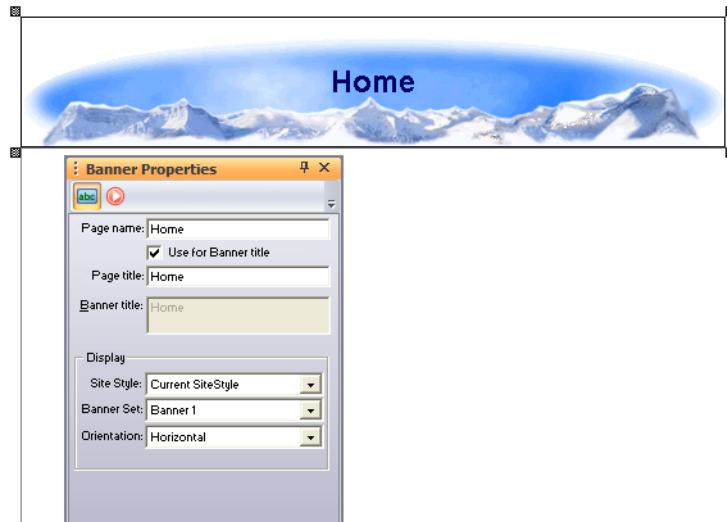 Home
Banner Properties
abc
Page name: Home
Use for Banner title
Page title: Home
Banner title: Home
Display
Site Style: Current SiteStyle
Banner Set: Banner 1
Orientation: Horizontal